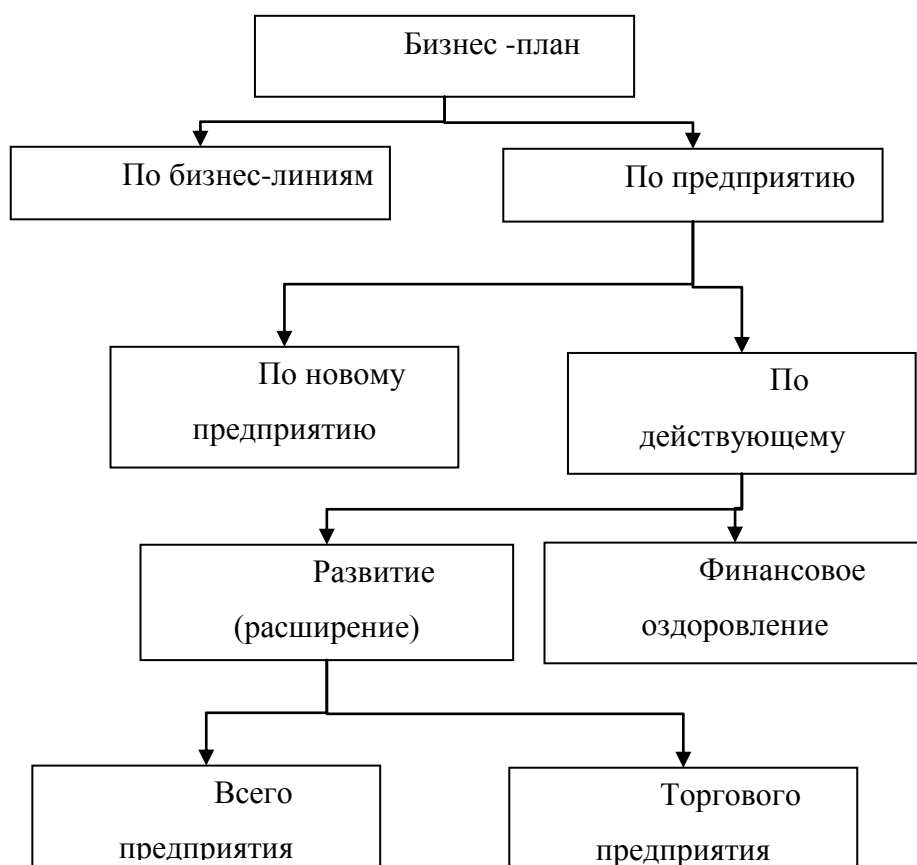 Бизнес -план
По бизнес-линиям
По предприятию
По новому
предприятию
По
действующему
Развитие
(расширение)
Финансовое
оздоровление
Всего
предприятия
Торгового
предприятия